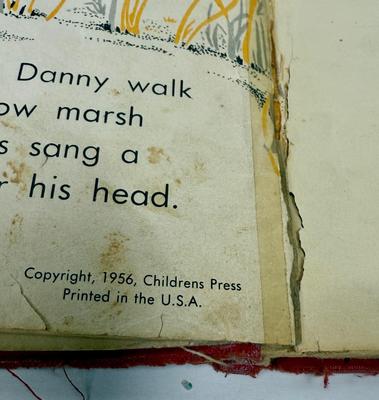 Danny walk
ow marsh
s sang a
r his head.
Copyright, 1956, Childrens Press
Printed in the U.S.A.